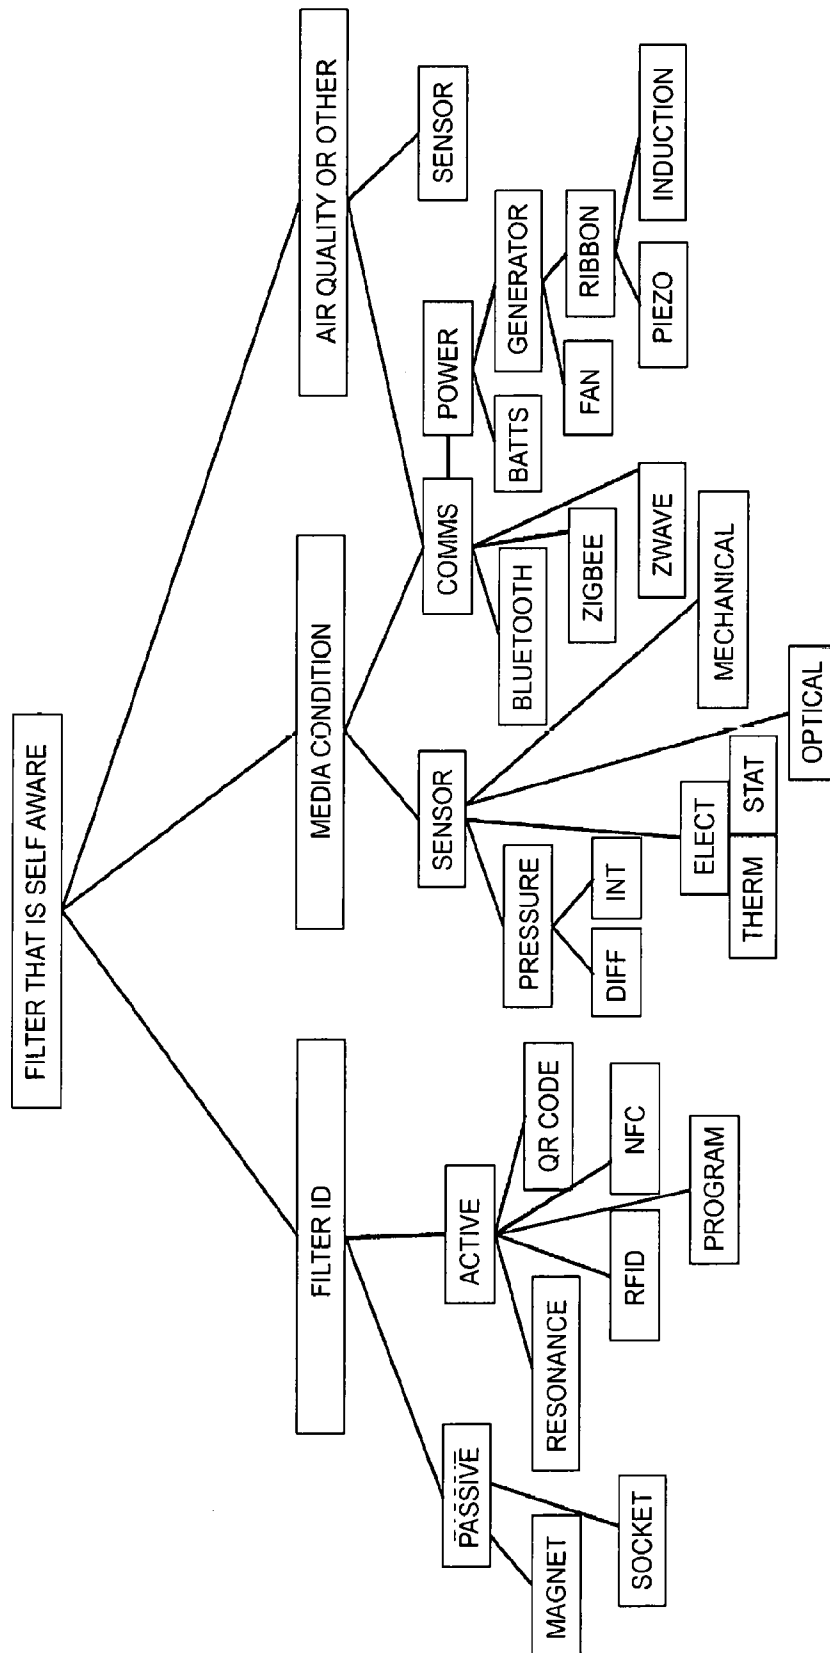 FILTER THAT IS SELF AWARE
FILTER ID
MEDIA CONDITION
AIR QUALITY OR OTHER
PASSIVE
ACTIVE
SENSOR
COMMS
POWER
SENSOR
MAGNET
SOCKET
RESONANCE
RFID
PROGRAM
NFC
QR CODE
PRESSURE
DIFF
INT
ELECT
THERM
STAT
OPTICAL
MECHANICAL
BLUETOOTH
ZIGBEE
ZWAVE
BATTS
GENERATOR
FAN
RIBBON
PIEZO
INDUCTION